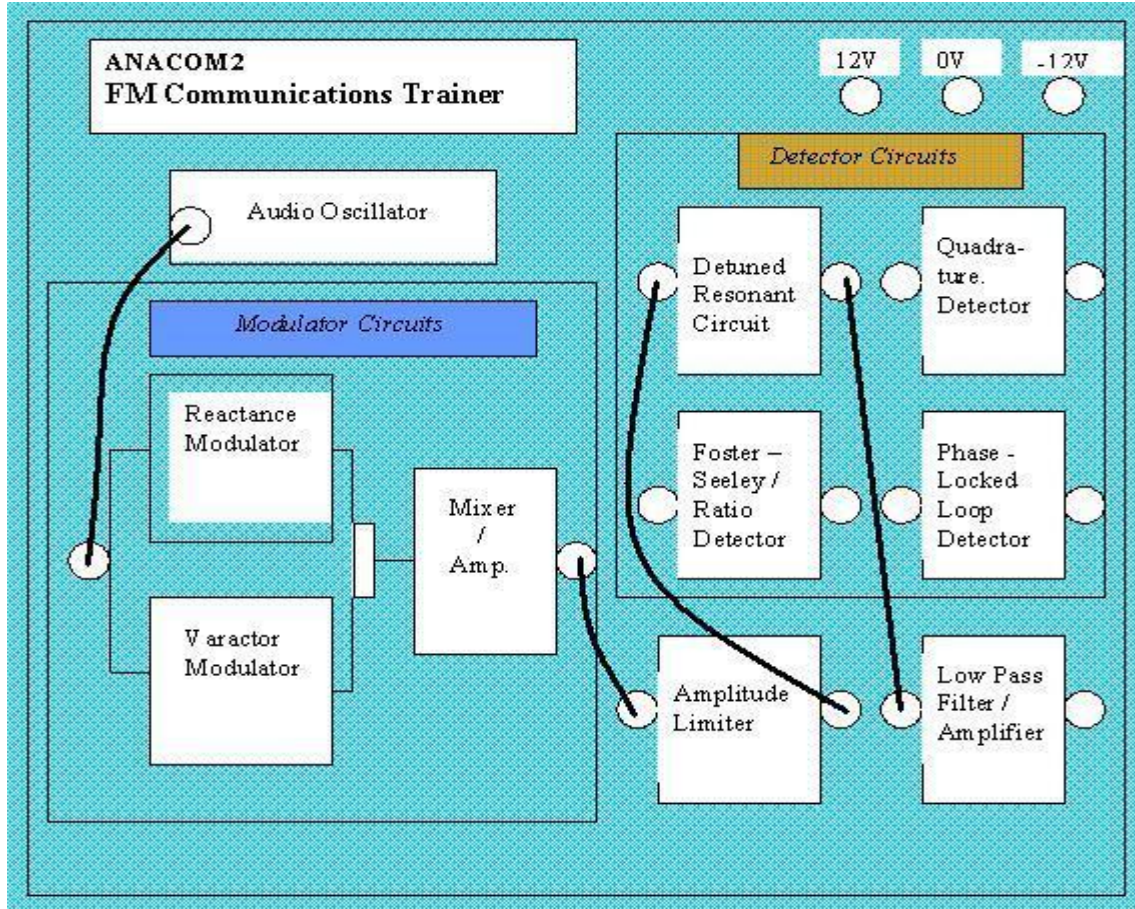 ANACOM2
FM Communications Trainer
12V
0V
-12V
Detector Circuits
Audio Oscillator
Detuned
Resonant
Circuit
Quadra-
ture.
Detector
Modulator Circuits
Reactance
Modulator
Foster –
Seeley /
Ratio
Detector
Phase -
Locked
Loop
Detector
Mixer
/
Amp.
Varactor
Modulator
Amplitude
Limiter
Low Pass
Filter /
Amplifier